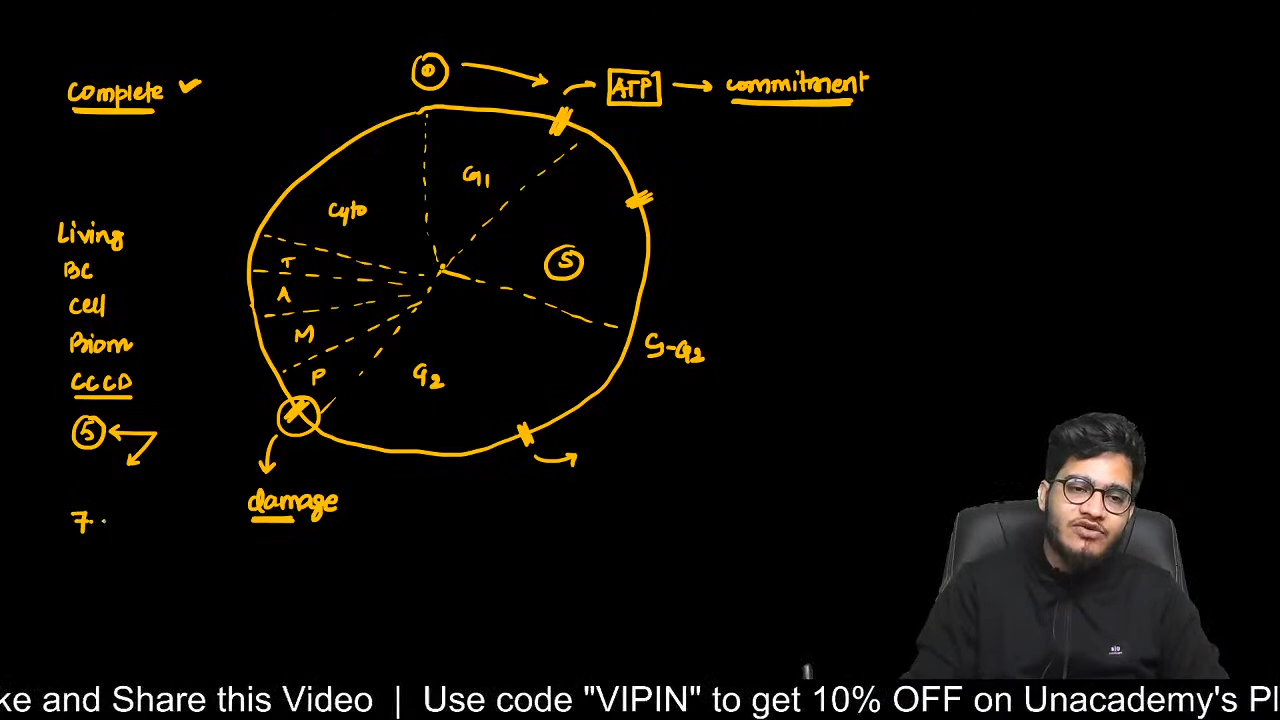 Complete ✓
0 → ATP → commitment
G1
Cyto
Living
BC
Cell
Biom
CCCD
5
7.
T
A
M
P
S
G2
S-G2
damage
ke and Share this Video | Use code "VIPIN" to get 10% OFF on Unacademy's Pl